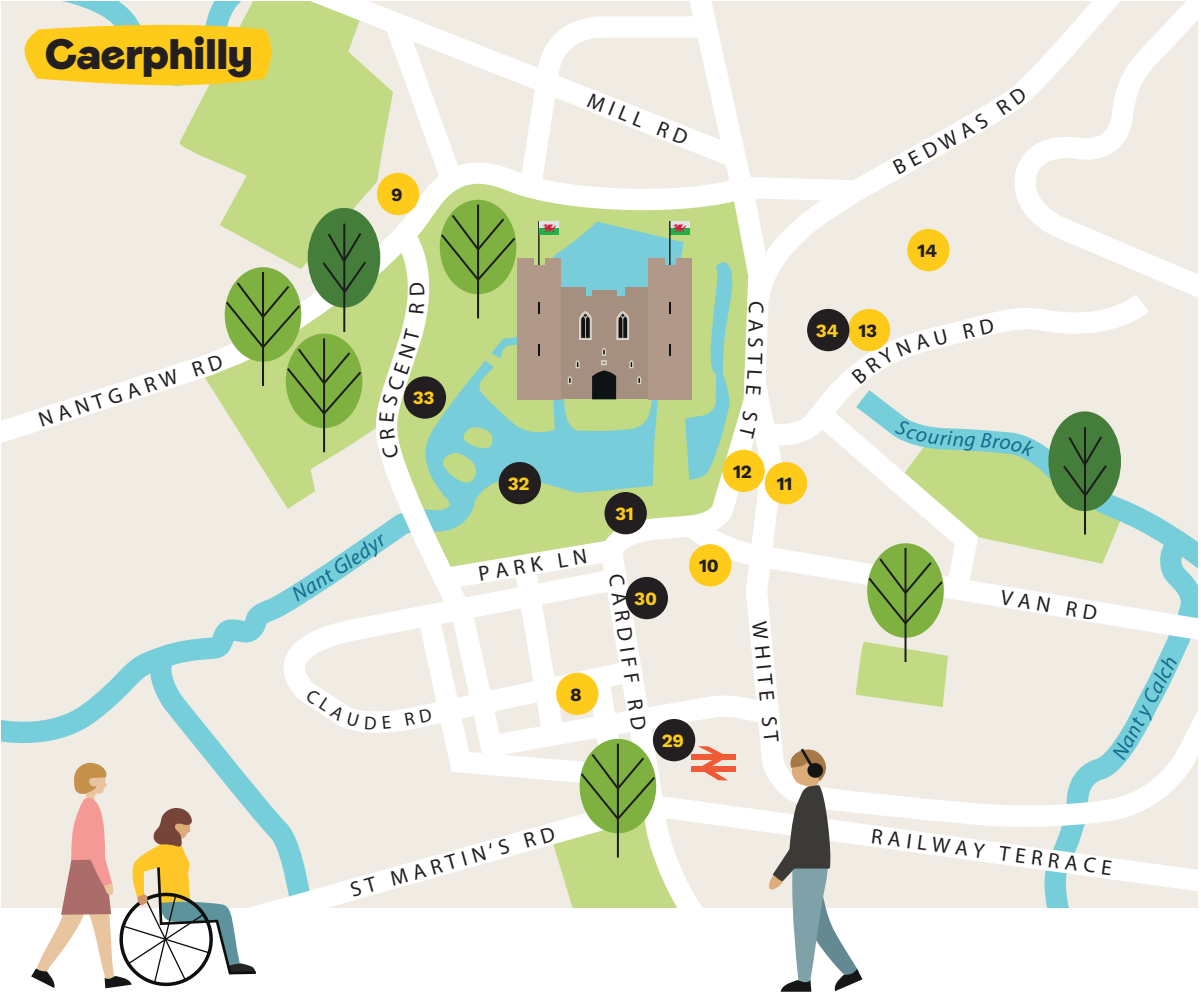 Caerphilly
MILL RD
BEDWAS RD
9
14
CRESCENT RD
CASTLE ST
34
13
BRYNAU RD
NANTGARW RD
33
Scouring Brook
12
11
32
31
Nant Gledyr
PARK LN
10
30
CARDIFF RD
VAN RD
WHITE ST
8
CLAUDE RD
29
Nant y Calch
ST MARTIN'S RD
RAILWAY TERRACE